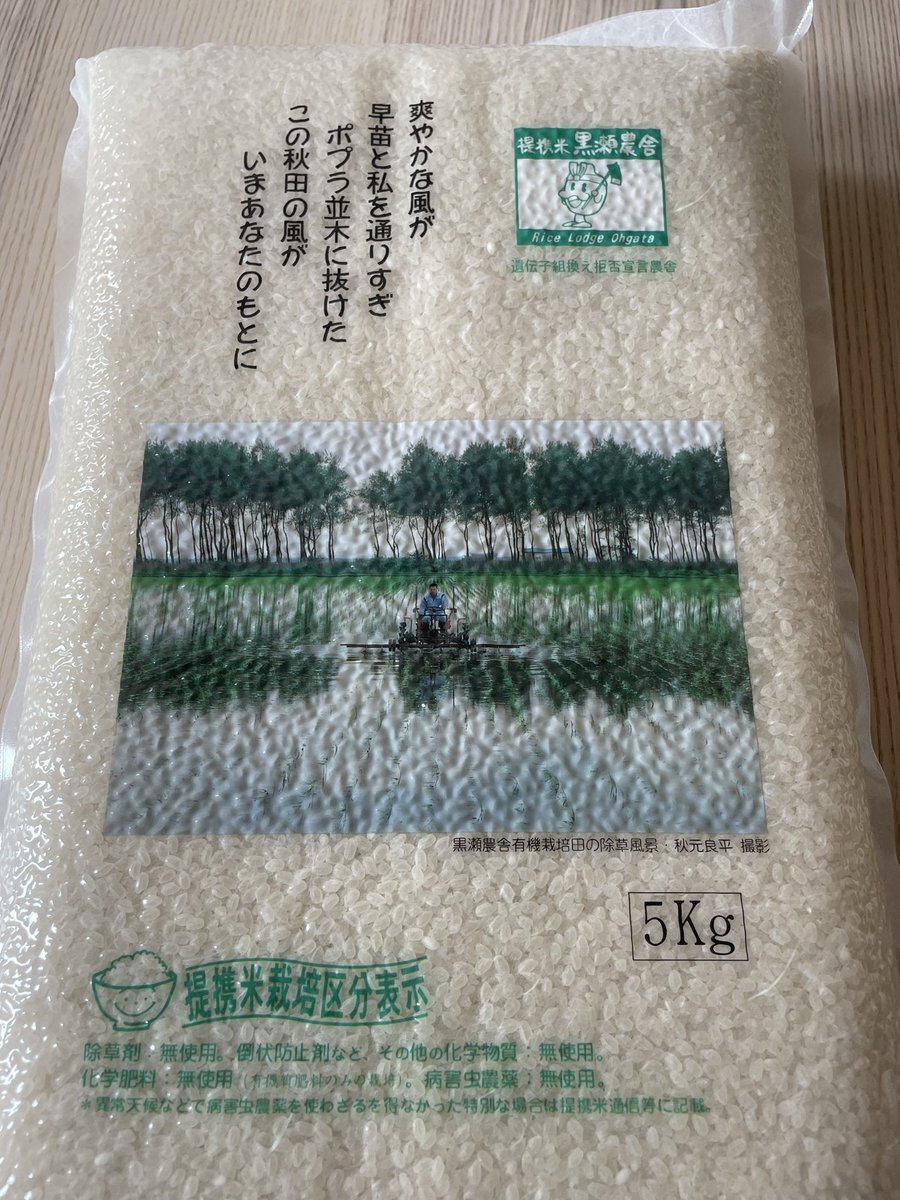 爽やかな風が
早苗と私を通りすぎ
ポプラ並木に抜けた
この秋田の風が
いまあなたのもとに
提携米 黒瀬農舎
Rice Lodge Ohgata
遺伝子組換え拒否宣言農舎
黒瀬農舎有機栽培田の除草風景:秋元良平 撮影
5Kg
提携米栽培区分表示
除草剤:無使用。倒伏防止剤など、その他の化学物質:無使用。
化学肥料:無使用(有機質肥料のみの栽培)。病害虫農薬:無使用。
*異常天候などで病害虫農薬を使わざるを得なかった特別な場合は提携米通信等に記載。